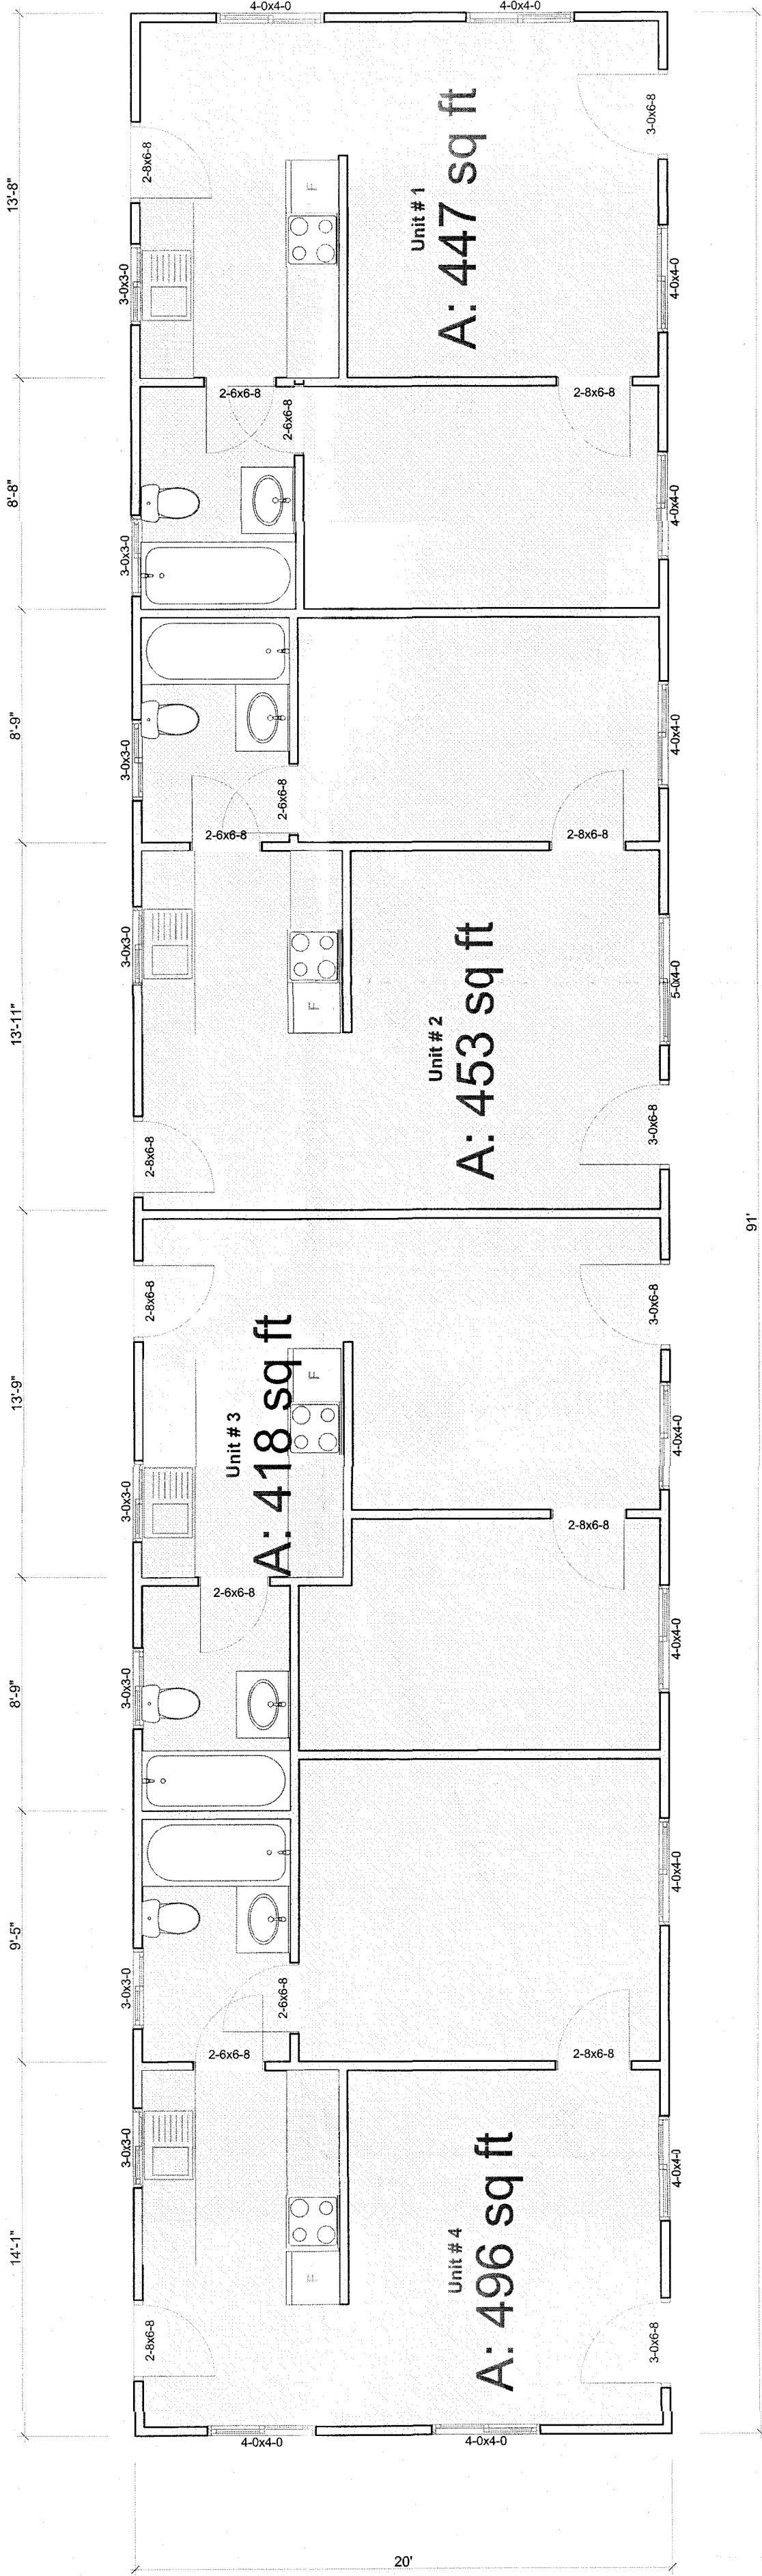 4-0x4-0
4-0x4-0
13'-8"
2-8x6-8
3-0x6-8
F
Unit # 1
A: 447 sq ft
3-0x3-0
4-0x4-0
2-6x6-8
2-6x6-8
2-8x6-8
8'-8"
3-0x3-0
4-0x4-0
8'-9"
3-0x3-0
4-0x4-0
2-6x6-8
2-6x6-8
2-8x6-8
3-0x3-0
5-0x4-0
F
13'-11"
Unit # 2
A: 453 sq ft
2-8x6-8
3-0x6-8
91'
2-8x6-8
3-0x6-8
13'-9"
F
Unit # 3
A: 418 sq ft
4-0x4-0
3-0x3-0
2-8x6-8
2-6x6-8
4-0x4-0
8'-9"
3-0x3-0
4-0x4-0
9'-5"
3-0x3-0
2-6x6-8
2-6x6-8
2-8x6-8
3-0x3-0
4-0x4-0
14'-1"
F
Unit # 4
A: 496 sq ft
2-8x6-8
3-0x6-8
4-0x4-0
4-0x4-0
20'